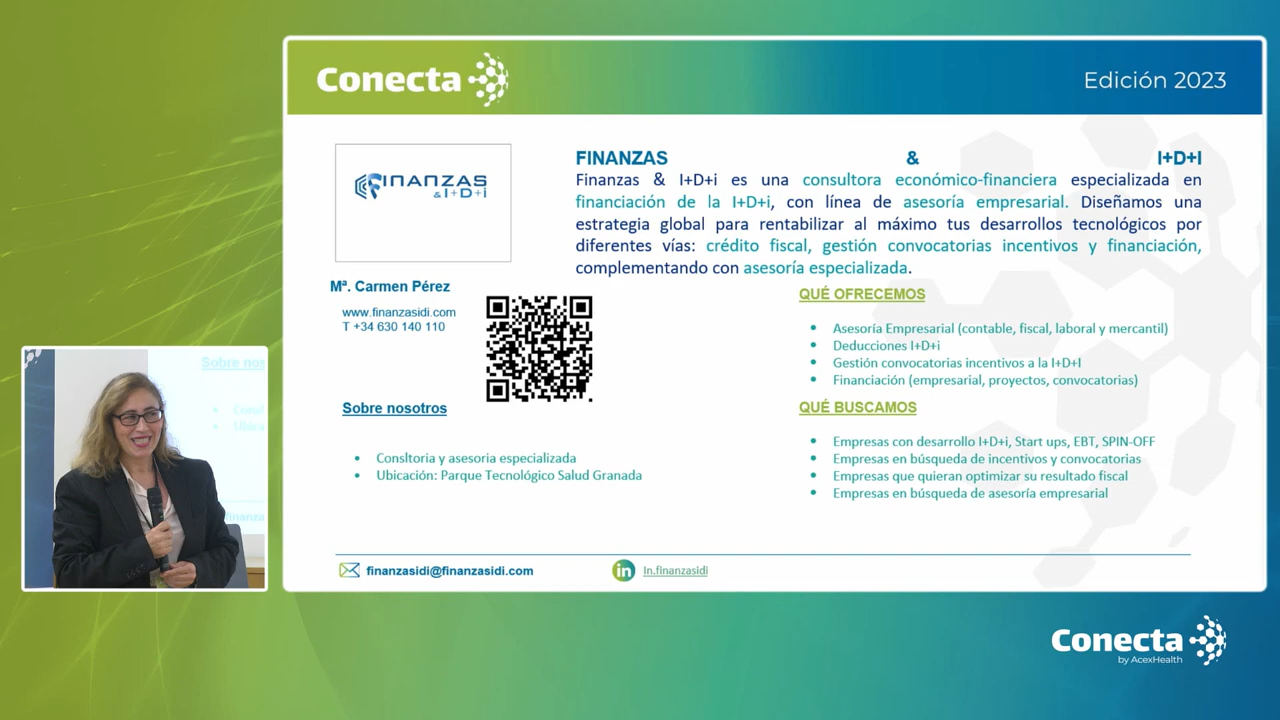 Conecta
Edición 2023
FINANZAS & I+D+i
FINANZAS & I+D+I
Finanzas & I+D+i es una consultora económico-financiera especializada en
financiación de la I+D+i, con línea de asesoría empresarial. Diseñamos una
estrategia global para rentabilizar al máximo tus desarrollos tecnológicos por
diferentes vías: crédito fiscal, gestión convocatorias incentivos y financiación,
complementando con asesoría especializada.
Mª. Carmen Pérez
www.finanzasidi.com
T +34 630 140 110
QUÉ OFRECEMOS
• Asesoría Empresarial (contable, fiscal, laboral y mercantil)
• Deducciones I+D+i
• Gestión convocatorias incentivos a la I+D+I
• Financiación (empresarial, proyectos, convocatorias)
Sobre nosotros
• Consltoria y asesoria especializada
• Ubicación: Parque Tecnológico Salud Granada
QUÉ BUSCAMOS
• Empresas con desarrollo I+D+i, Start ups, EBT, SPIN-OFF
• Empresas en búsqueda de incentivos y convocatorias
• Empresas que quieran optimizar su resultado fiscal
• Empresas en búsqueda de asesoría empresarial
finanzasidi@finanzasidi.com
in
In.finanzasidi
Sobre nos
Conecta
by AcexHealth